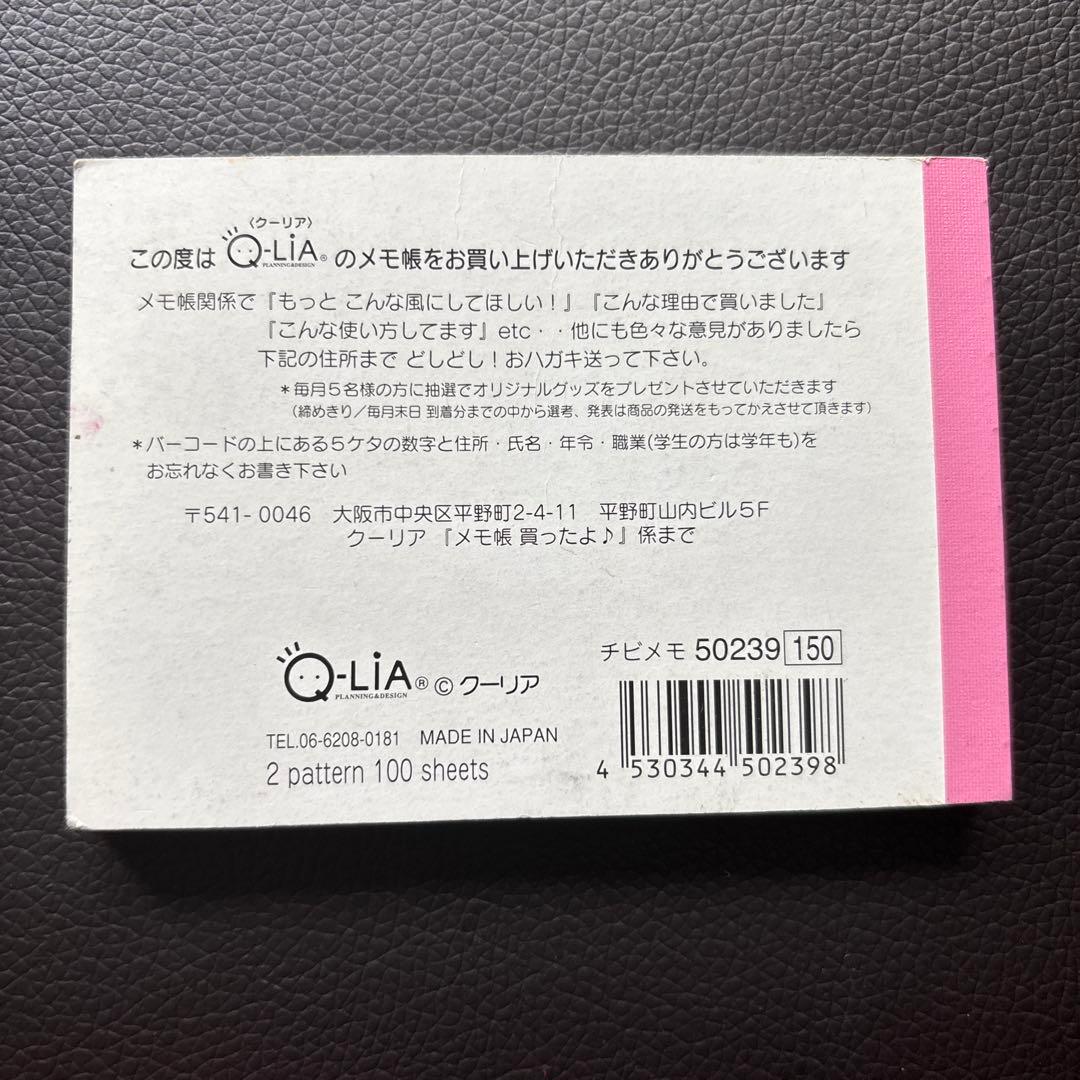 〈クーリア〉
この度は Q-LiA® のメモ帳をお買い上げいただきありがとうございます
PLANNING&DESIGN
メモ帳関係で『もっと こんな風にしてほしい！』『こんな理由で買いました』
『こんな使い方してます』etc・・他にも色々な意見がありましたら
下記の住所まで どしどし！おハガキ送って下さい。
＊毎月５名様の方に抽選でオリジナルグッズをプレゼントさせていただきます
（締めきり／毎月末日 到着分までの中から選考、発表は商品の発送をもってかえさせて頂きます）
＊バーコードの上にある５ケタの数字と住所・氏名・年令・職業(学生の方は学年も)を
お忘れなくお書き下さい
〒541-0046 大阪市中央区平野町2-4-11 平野町山内ビル５F
クーリア 『メモ帳 買ったよ♪』係まで
チビメモ 50239 150
Q-LiA® © クーリア
PLANNING&DESIGN
TEL.06-6208-0181 MADE IN JAPAN
2 pattern 100 sheets
4 530344 502398